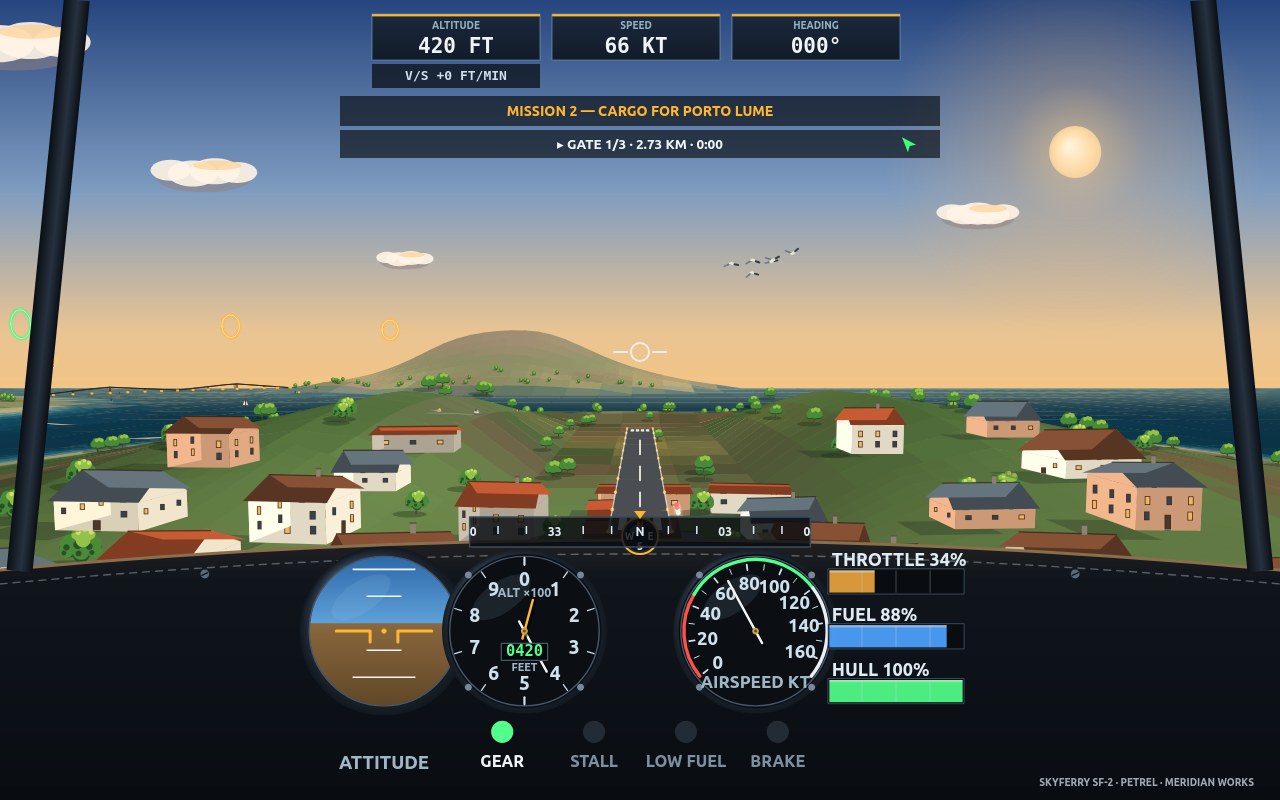 ALTITUDE
420 FT
SPEED
66 KT
HEADING
000°
V/S +0 FT/MIN
MISSION 2 — CARGO FOR PORTO LUME
▸ GATE 1/3 · 2.73 KM · 0:00
0 33 N 03 0
W E
S
0 1 2 3 4 5 6 7 8 9
ALT ×100
0420
FEET
0 20 40 60 80 100 120 140 160
AIRSPEED KT
THROTTLE 34%
FUEL 88%
HULL 100%
ATTITUDE
GEAR
STALL
LOW FUEL
BRAKE
SKYFERRY SF-2 · PETREL · MERIDIAN WORKS